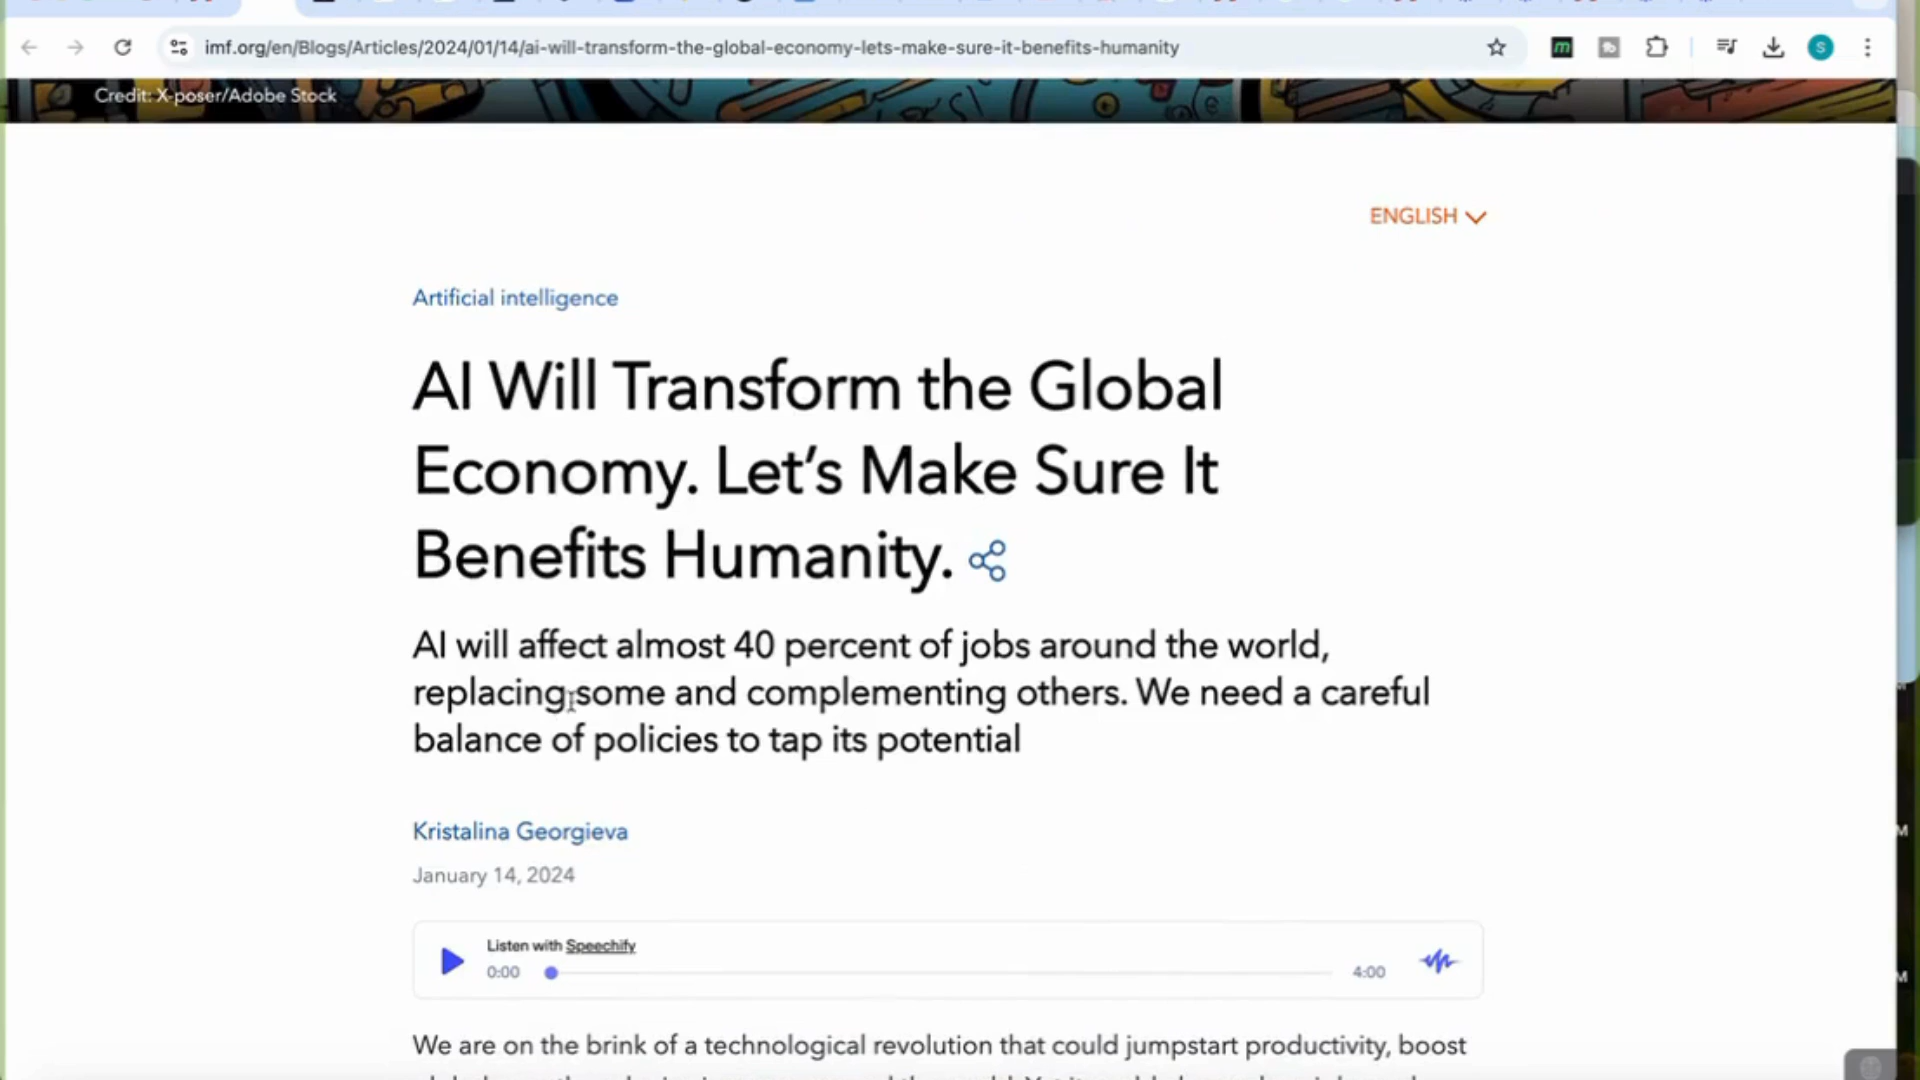 imf.org/en/Blogs/Articles/2024/01/14/ai-will-transform-the-global-economy-lets-make-sure-it-benefits-humanity
S
Credit: X-poser/Adobe Stock
ENGLISH
Artificial intelligence
AI Will Transform the Global
Economy. Let's Make Sure It
Benefits Humanity.
AI will affect almost 40 percent of jobs around the world,
replacing some and complementing others. We need a careful
balance of policies to tap its potential
Kristalina Georgieva
January 14, 2024
Listen with Speechify
0:00
4:00
We are on the brink of a technological revolution that could jumpstart productivity, boost